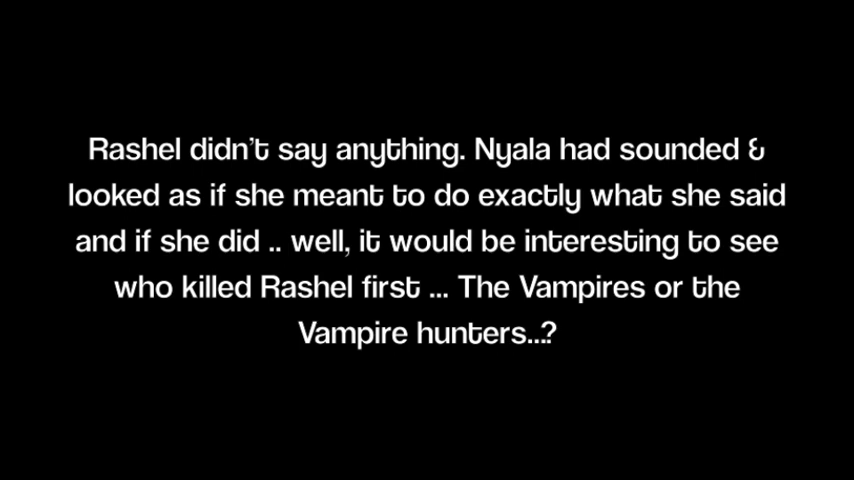 Rashel didn't say anything. Nyala had sounded &
looked as if she meant to do exactly what she said
and if she did .. well, it would be interesting to see
who killed Rashel first ... The Vampires or the
Vampire hunters...?